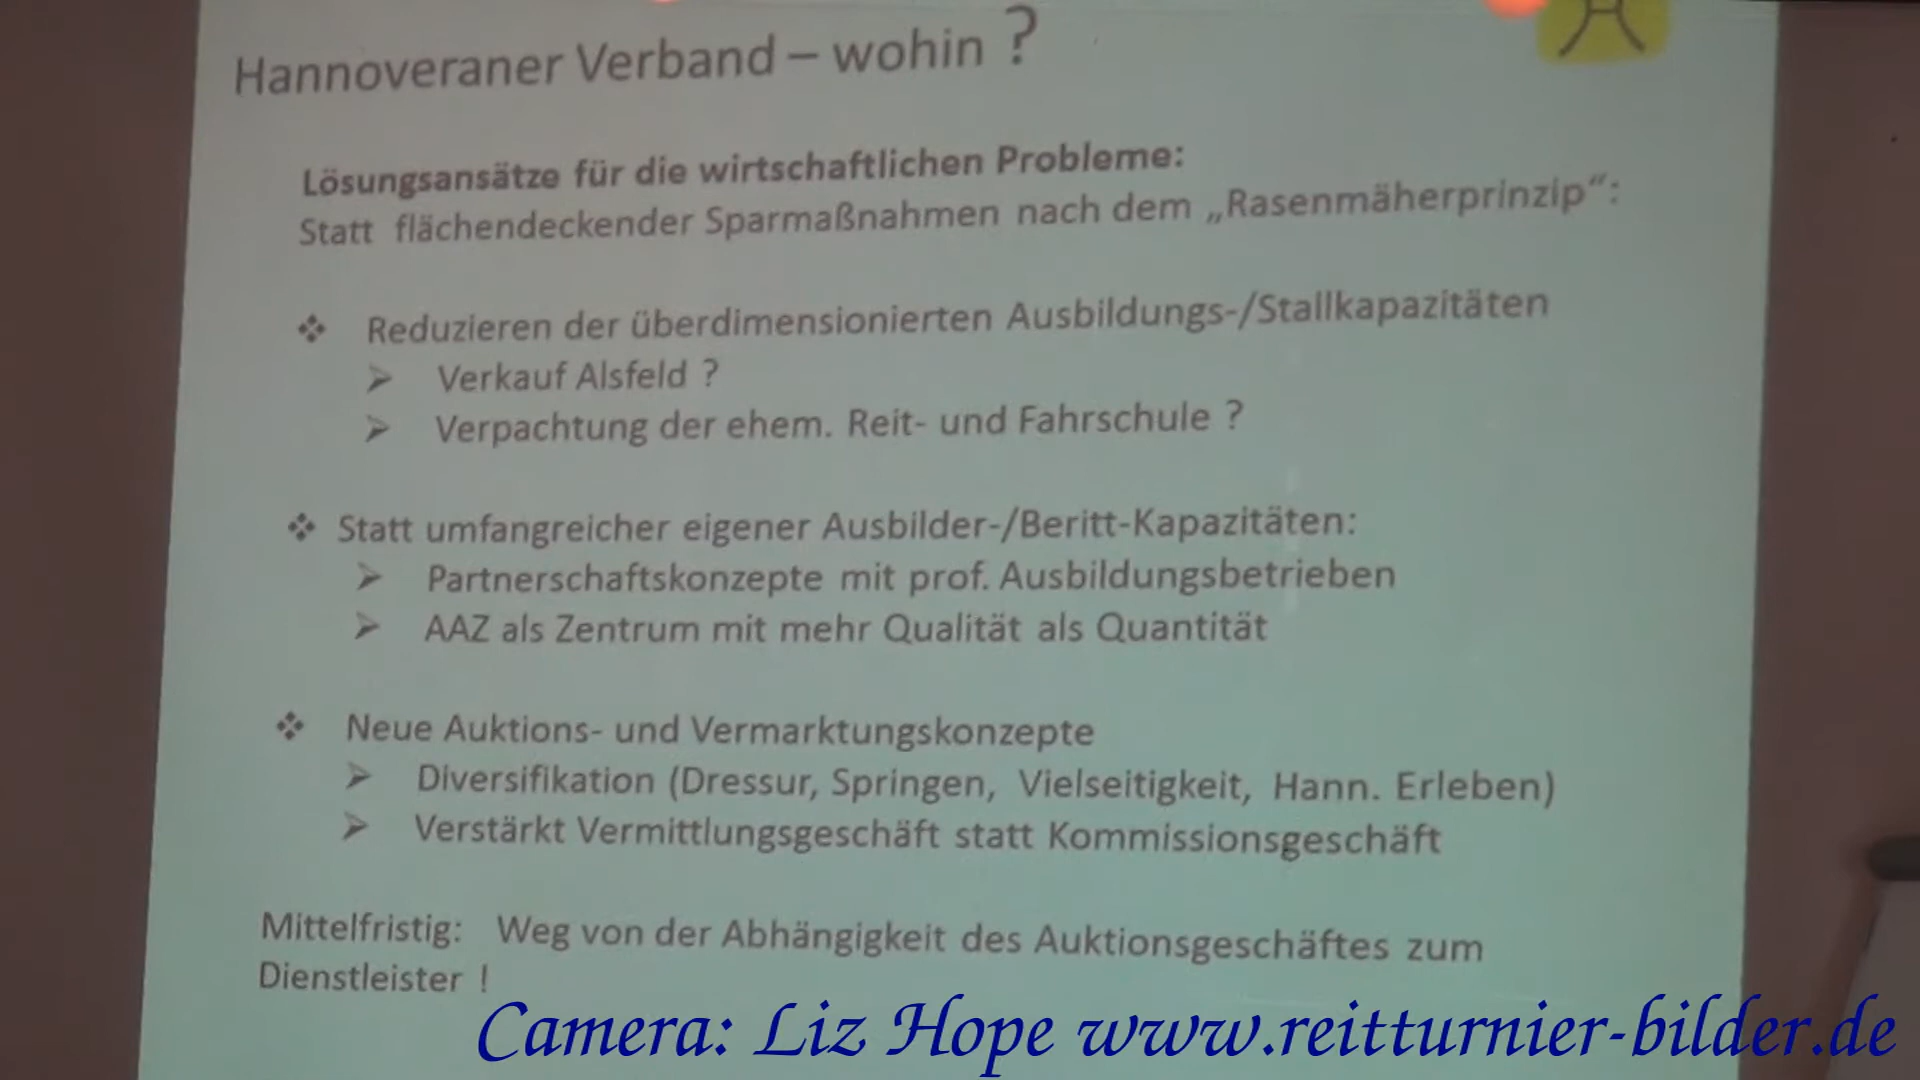 Hannoveraner Verband – wohin ?
Lösungsansätze für die wirtschaftlichen Probleme:
Statt flächendeckender Sparmaßnahmen nach dem „Rasenmäherprinzip“:
❖ Reduzieren der überdimensionierten Ausbildungs-/Stallkapazitäten
➢ Verkauf Alsfeld ?
➢ Verpachtung der ehem. Reit- und Fahrschule ?
❖ Statt umfangreicher eigener Ausbilder-/Beritt-Kapazitäten:
➢ Partnerschaftskonzepte mit prof. Ausbildungsbetrieben
➢ AAZ als Zentrum mit mehr Qualität als Quantität
❖ Neue Auktions- und Vermarktungskonzepte
➢ Diversifikation (Dressur, Springen, Vielseitigkeit, Hann. Erleben)
➢ Verstärkt Vermittlungsgeschäft statt Kommissionsgeschäft
Mittelfristig: Weg von der Abhängigkeit des Auktionsgeschäftes zum
Dienstleister !
Camera: Liz Hope www.reitturnier-bilder.de